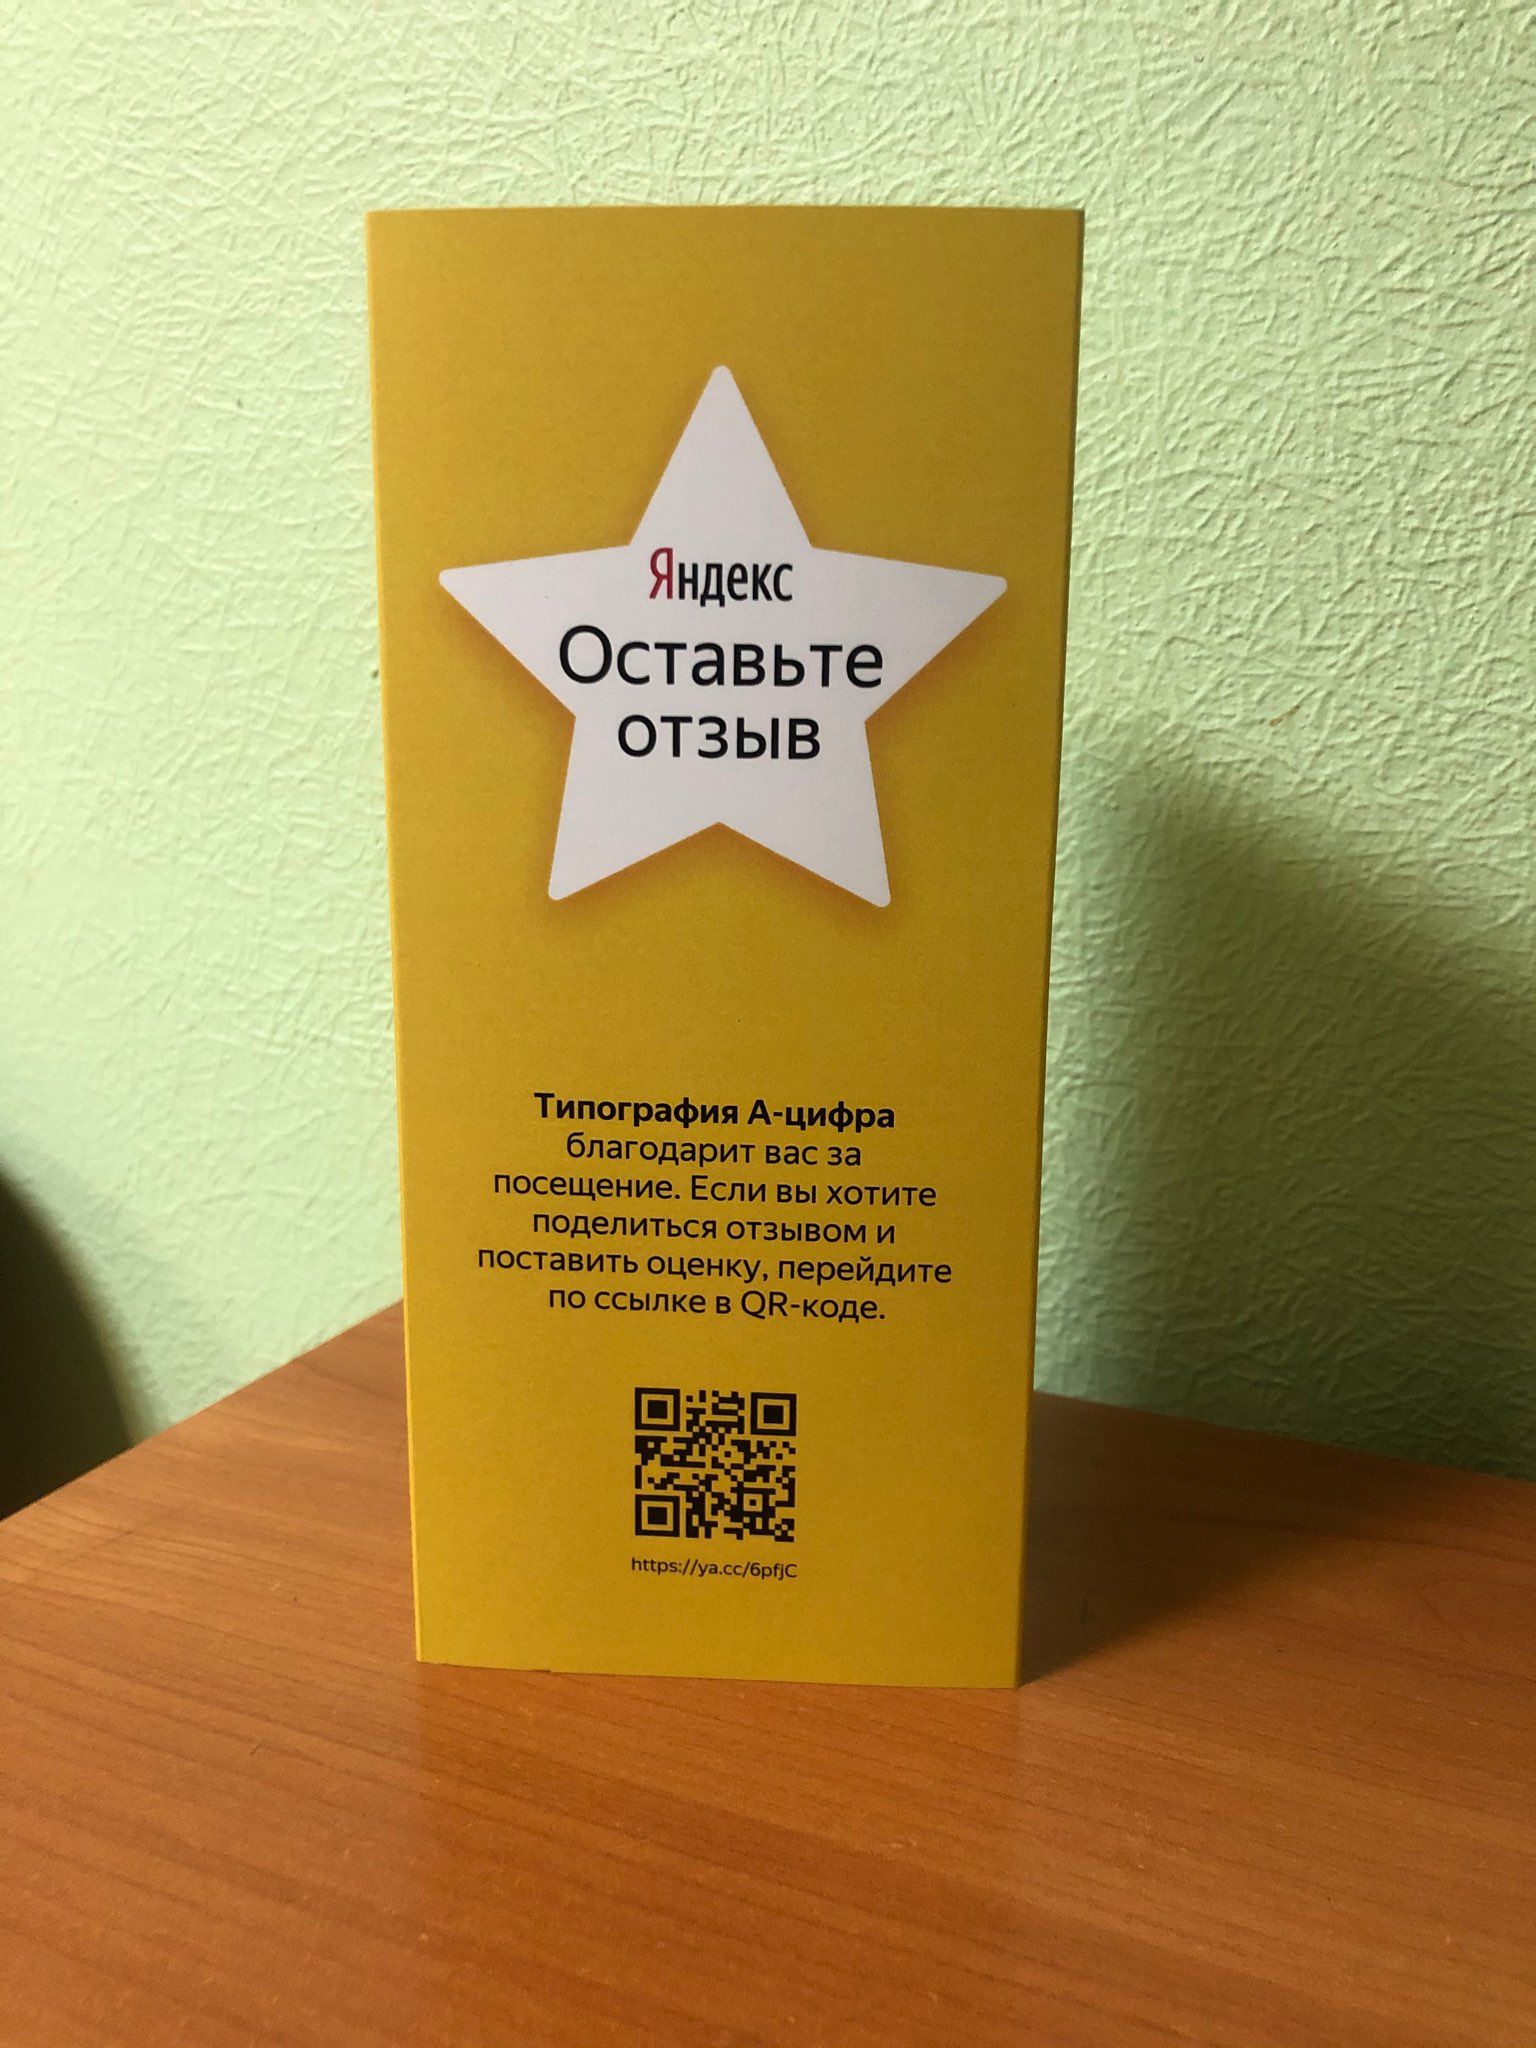 Яндекс
Оставьте
отзыв
Типография А-цифра
благодарит вас за
посещение. Если вы хотите
поделиться отзывом и
поставить оценку, перейдите
по ссылке в QR-коде.
https://ya.cc/6pfjC